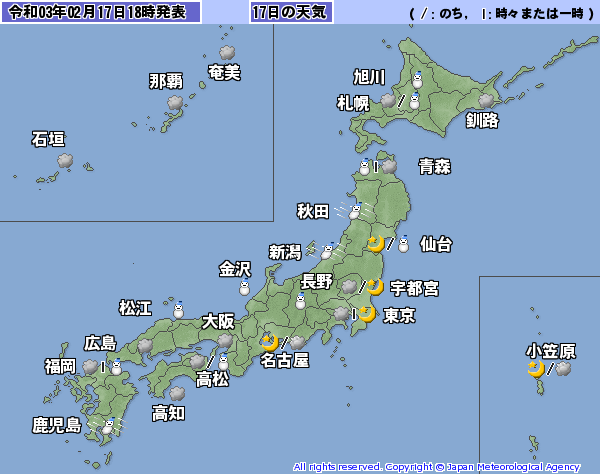 令和03年02月17日18時発表
17日の天気
( / : のち, | : 時々または一時 )
奄美
那覇
石垣
旭川
札幌 /
釧路
| 青森
秋田
/ 仙台
新潟
金沢
長野 / 宇都宮
松江
| 東京
大阪
広島
/ 名古屋
小笠原
福岡 |
/
/
高松
高知
鹿児島
All rights reserved. Copyright © Japan Meteorological Agency